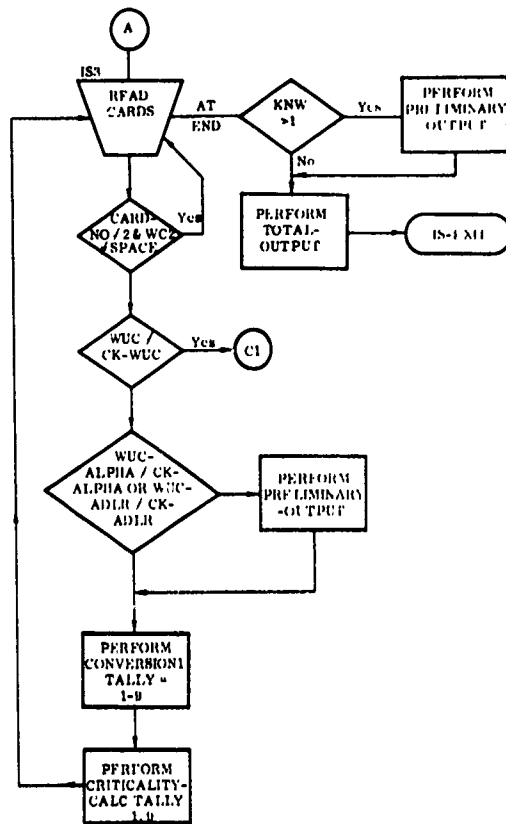 A
IS3
READ
CARDS
AT
END
KNW
>1
Yes
PERFORM
PRELIMINARY
OUTPUT
No
PERFORM
TOTAL-
OUTPUT
IS-EXIT
CARD-
NO / 2 & WC2
/SPACE
Yes
WUC /
CK-WUC
Yes
C1
WUC-
ALPHA / CK-
ALPHA OR WUC-
ADLR / CK-
ADLR
PERFORM
PRELIMINARY
-OUTPUT
PERFORM
CONVERSION1
TALLY =
1-9
PERFORM
CRITICALITY-
CALC TALLY